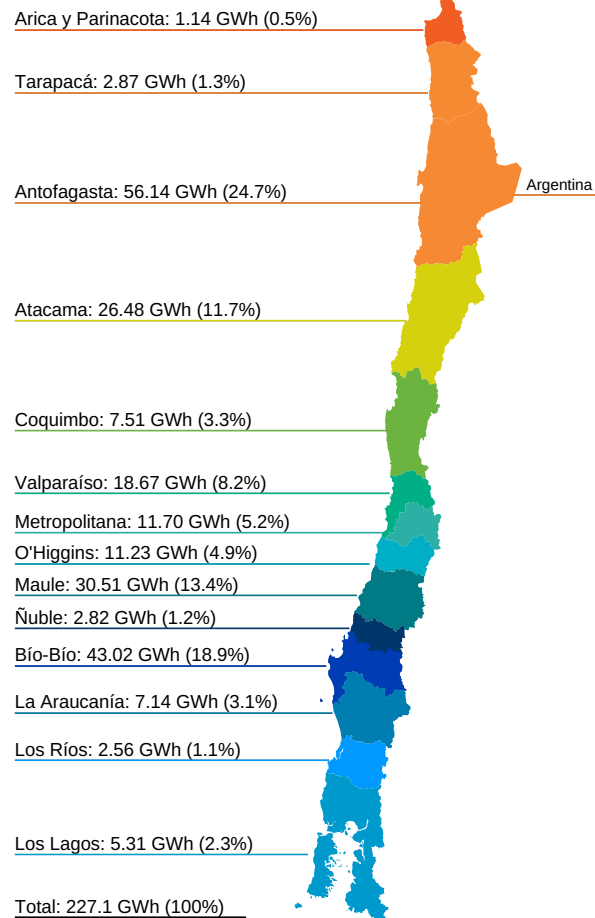 Arica y Parinacota: 1.14 GWh (0.5%)
Tarapacá: 2.87 GWh (1.3%)
Antofagasta: 56.14 GWh (24.7%)
Argentina
Atacama: 26.48 GWh (11.7%)
Coquimbo: 7.51 GWh (3.3%)
Valparaíso: 18.67 GWh (8.2%)
Metropolitana: 11.70 GWh (5.2%)
O'Higgins: 11.23 GWh (4.9%)
Maule: 30.51 GWh (13.4%)
Ñuble: 2.82 GWh (1.2%)
Bío-Bío: 43.02 GWh (18.9%)
La Araucanía: 7.14 GWh (3.1%)
Los Ríos: 2.56 GWh (1.1%)
Los Lagos: 5.31 GWh (2.3%)
Total: 227.1 GWh (100%)